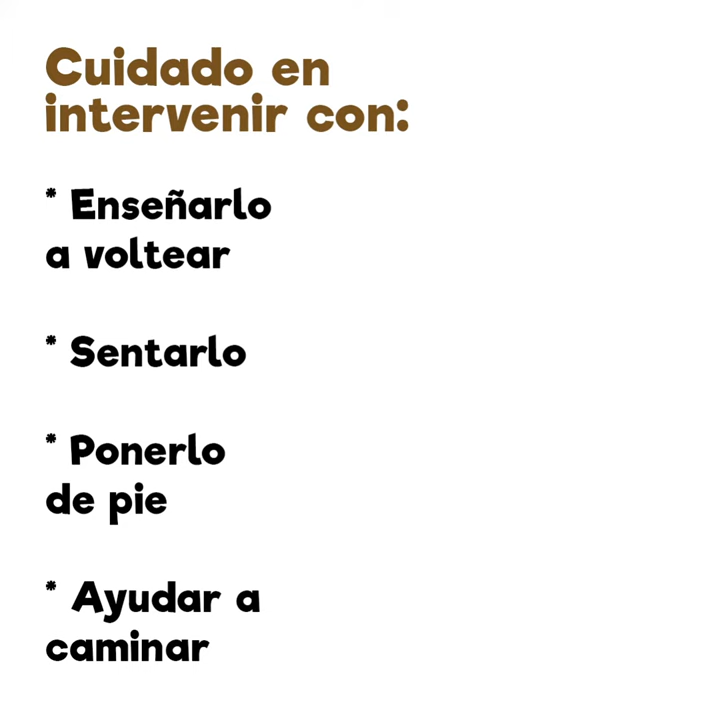 Cuidado en
intervenir con:
* Enseñarlo
a voltear
* Sentarlo
* Ponerlo
de pie
* Ayudar a
caminar